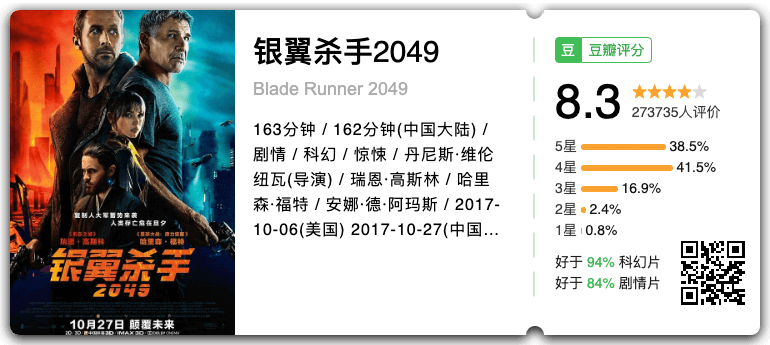 银翼杀手2049
Blade Runner 2049
163分钟 / 162分钟(中国大陆) /
剧情 / 科幻 / 惊悚 / 丹尼斯·维伦
纽瓦(导演) / 瑞恩·高斯林 / 哈里
森·福特 / 安娜·德·阿玛斯 / 2017-
10-06(美国) 2017-10-27(中国...
豆 豆瓣评分
8.3
273735人评价
5星 38.5%
4星 41.5%
3星 16.9%
2星 2.4%
1星 0.8%
好于 94% 科幻片
好于 84% 剧情片
复制人大军蓄势来袭
人类存亡危在旦夕
瑞恩·高斯林 哈里森·福特
银翼杀手
2049
10月27日 颠覆未来